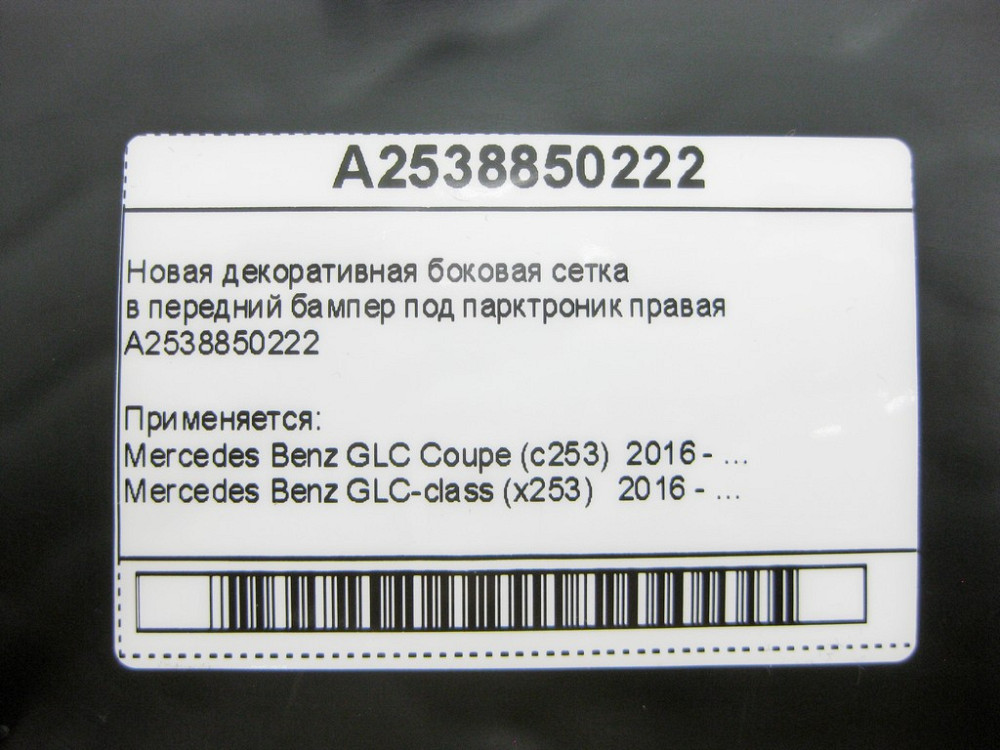 A2538850222
Новая декоративная боковая сетка
в передний бампер под парктроник правая
A2538850222
Применяется:
Mercedes Benz GLC Coupe (c253) 2016 - ...
Mercedes Benz GLC-class (x253) 2016 - ...